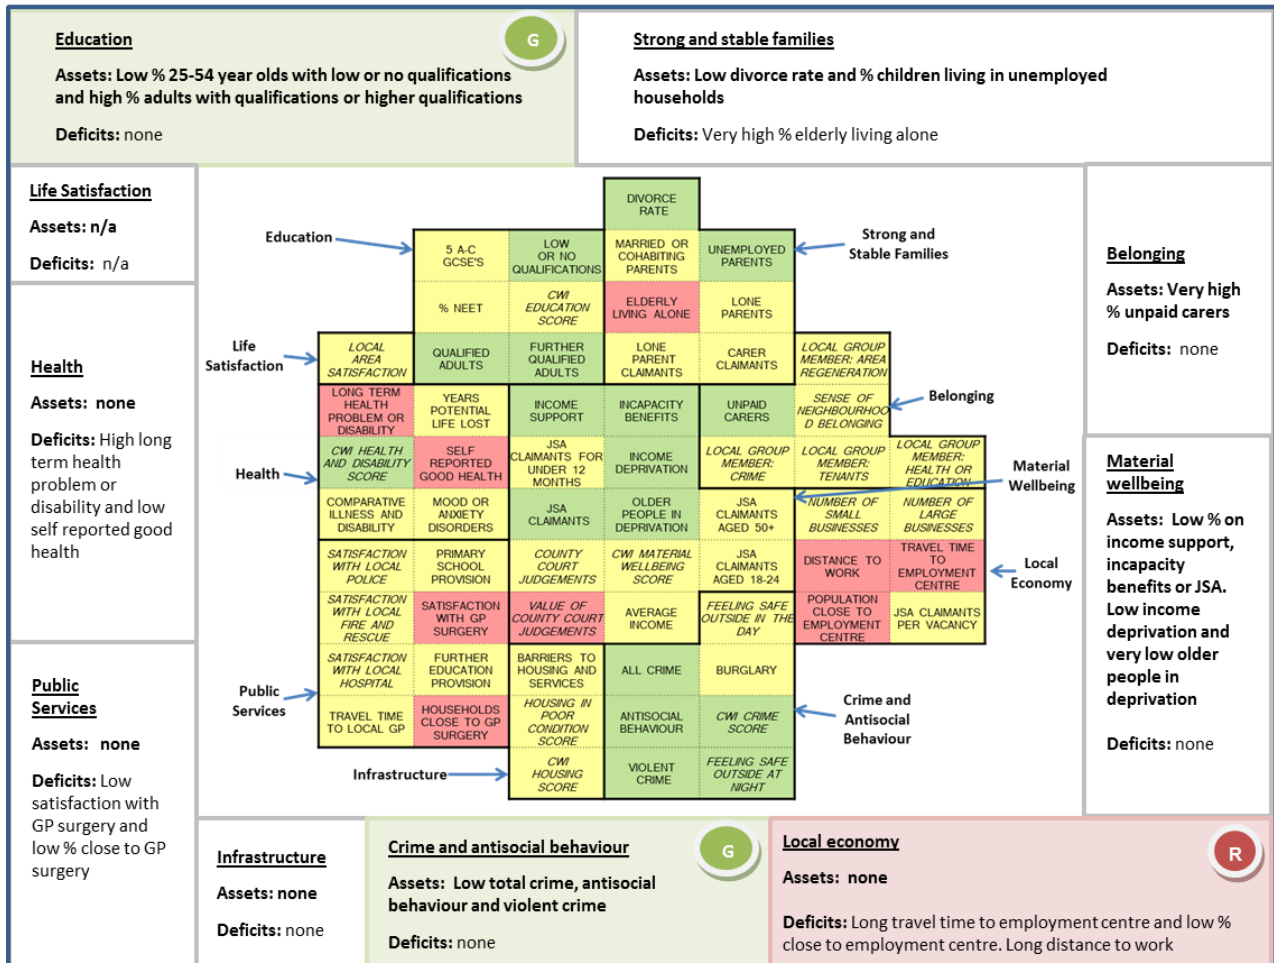 Education
G
Assets: Low % 25-54 year olds with low or no qualifications
and high % adults with qualifications or higher qualifications
Deficits: none
Strong and stable families
Assets: Low divorce rate and % children living in unemployed
households
Deficits: Very high % elderly living alone
Life Satisfaction
Assets: n/a
Deficits: n/a
Health
Assets: none
Deficits: High long
term health
problem or
disability and low
self reported good
health
Public
Services
Assets: none
Deficits: Low
satisfaction with
GP surgery and
low % close to GP
surgery
Education
Life
Satisfaction
Health
Public
Services
Infrastructure
DIVORCE
RATE
5 A-C
GCSE'S
LOW
OR NO
QUALIFICATIONS
MARRIED OR
COHABITING
PARENTS
UNEMPLOYED
PARENTS
% NEET
CWI
EDUCATION
SCORE
ELDERLY
LIVING ALONE
LONE
PARENTS
LOCAL
AREA
SATISFACTION
QUALIFIED
ADULTS
FURTHER
QUALIFIED
ADULTS
LONE
PARENT
CLAIMANTS
CARER
CLAIMANTS
LOCAL GROUP
MEMBER: AREA
REGENERATION
LONG TERM
HEALTH
PROBLEM OR
DISABILITY
YEARS
POTENTIAL
LIFE LOST
INCOME
SUPPORT
INCAPACITY
BENEFITS
UNPAID
CARERS
SENSE OF
NEIGHBOURHOO
D BELONGING
CWI HEALTH
AND DISABILITY
SCORE
SELF
REPORTED
GOOD HEALTH
JSA
CLAIMANTS FOR
UNDER 12
MONTHS
INCOME
DEPRIVATION
LOCAL GROUP
MEMBER:
CRIME
LOCAL GROUP
MEMBER:
TENANTS
LOCAL GROUP
MEMBER:
HEALTH OR
EDUCATION
COMPARATIVE
ILLNESS AND
DISABILITY
MOOD OR
ANXIETY
DISORDERS
JSA
CLAIMANTS
OLDER
PEOPLE IN
DEPRIVATION
JSA
CLAIMANTS
AGED 50+
NUMBER OF
SMALL
BUSINESSES
NUMBER OF
LARGE
BUSINESSES
SATISFACTION
WITH LOCAL
POLICE
PRIMARY
SCHOOL
PROVISION
COUNTY
COURT
JUDGEMENTS
CWI MATERIAL
WELLBEING
SCORE
JSA
CLAIMANTS
AGED 18-24
DISTANCE TO
WORK
TRAVEL TIME
TO
EMPLOYMENT
CENTRE
SATISFACTION
WITH LOCAL
FIRE AND
RESCUE
SATISFACTION
WITH GP
SURGERY
VALUE OF
COUNTY COURT
JUDGEMENTS
AVERAGE
INCOME
FEELING SAFE
OUTSIDE IN THE
DAY
POPULATION
CLOSE TO
EMPLOYMENT
CENTRE
JSA CLAIMANTS
PER VACANCY
SATISFACTION
WITH LOCAL
HOSPITAL
FURTHER
EDUCATION
PROVISION
BARRIERS TO
HOUSING AND
SERVICES
ALL CRIME
BURGLARY
TRAVEL TIME
TO LOCAL GP
HOUSEHOLDS
CLOSE TO GP
SURGERY
HOUSING IN
POOR
CONDITION
SCORE
ANTISOCIAL
BEHAVIOUR
CWI CRIME
SCORE
CWI
HOUSING
SCORE
VIOLENT
CRIME
FEELING SAFE
OUTSIDE AT
NIGHT
Strong and
Stable Families
Belonging
Material
Wellbeing
Local
Economy
Crime and
Antisocial
Behaviour
Belonging
Assets: Very high
% unpaid carers
Deficits: none
Material
wellbeing
Assets: Low % on
income support,
incapacity
benefits or JSA.
Low income
deprivation and
very low older
people in
deprivation
Deficits: none
Infrastructure
Assets: none
Deficits: none
Crime and antisocial behaviour
G
Assets: Low total crime, antisocial
behaviour and violent crime
Deficits: none
Local economy
R
Assets: none
Deficits: Long travel time to employment centre and low %
close to employment centre. Long distance to work